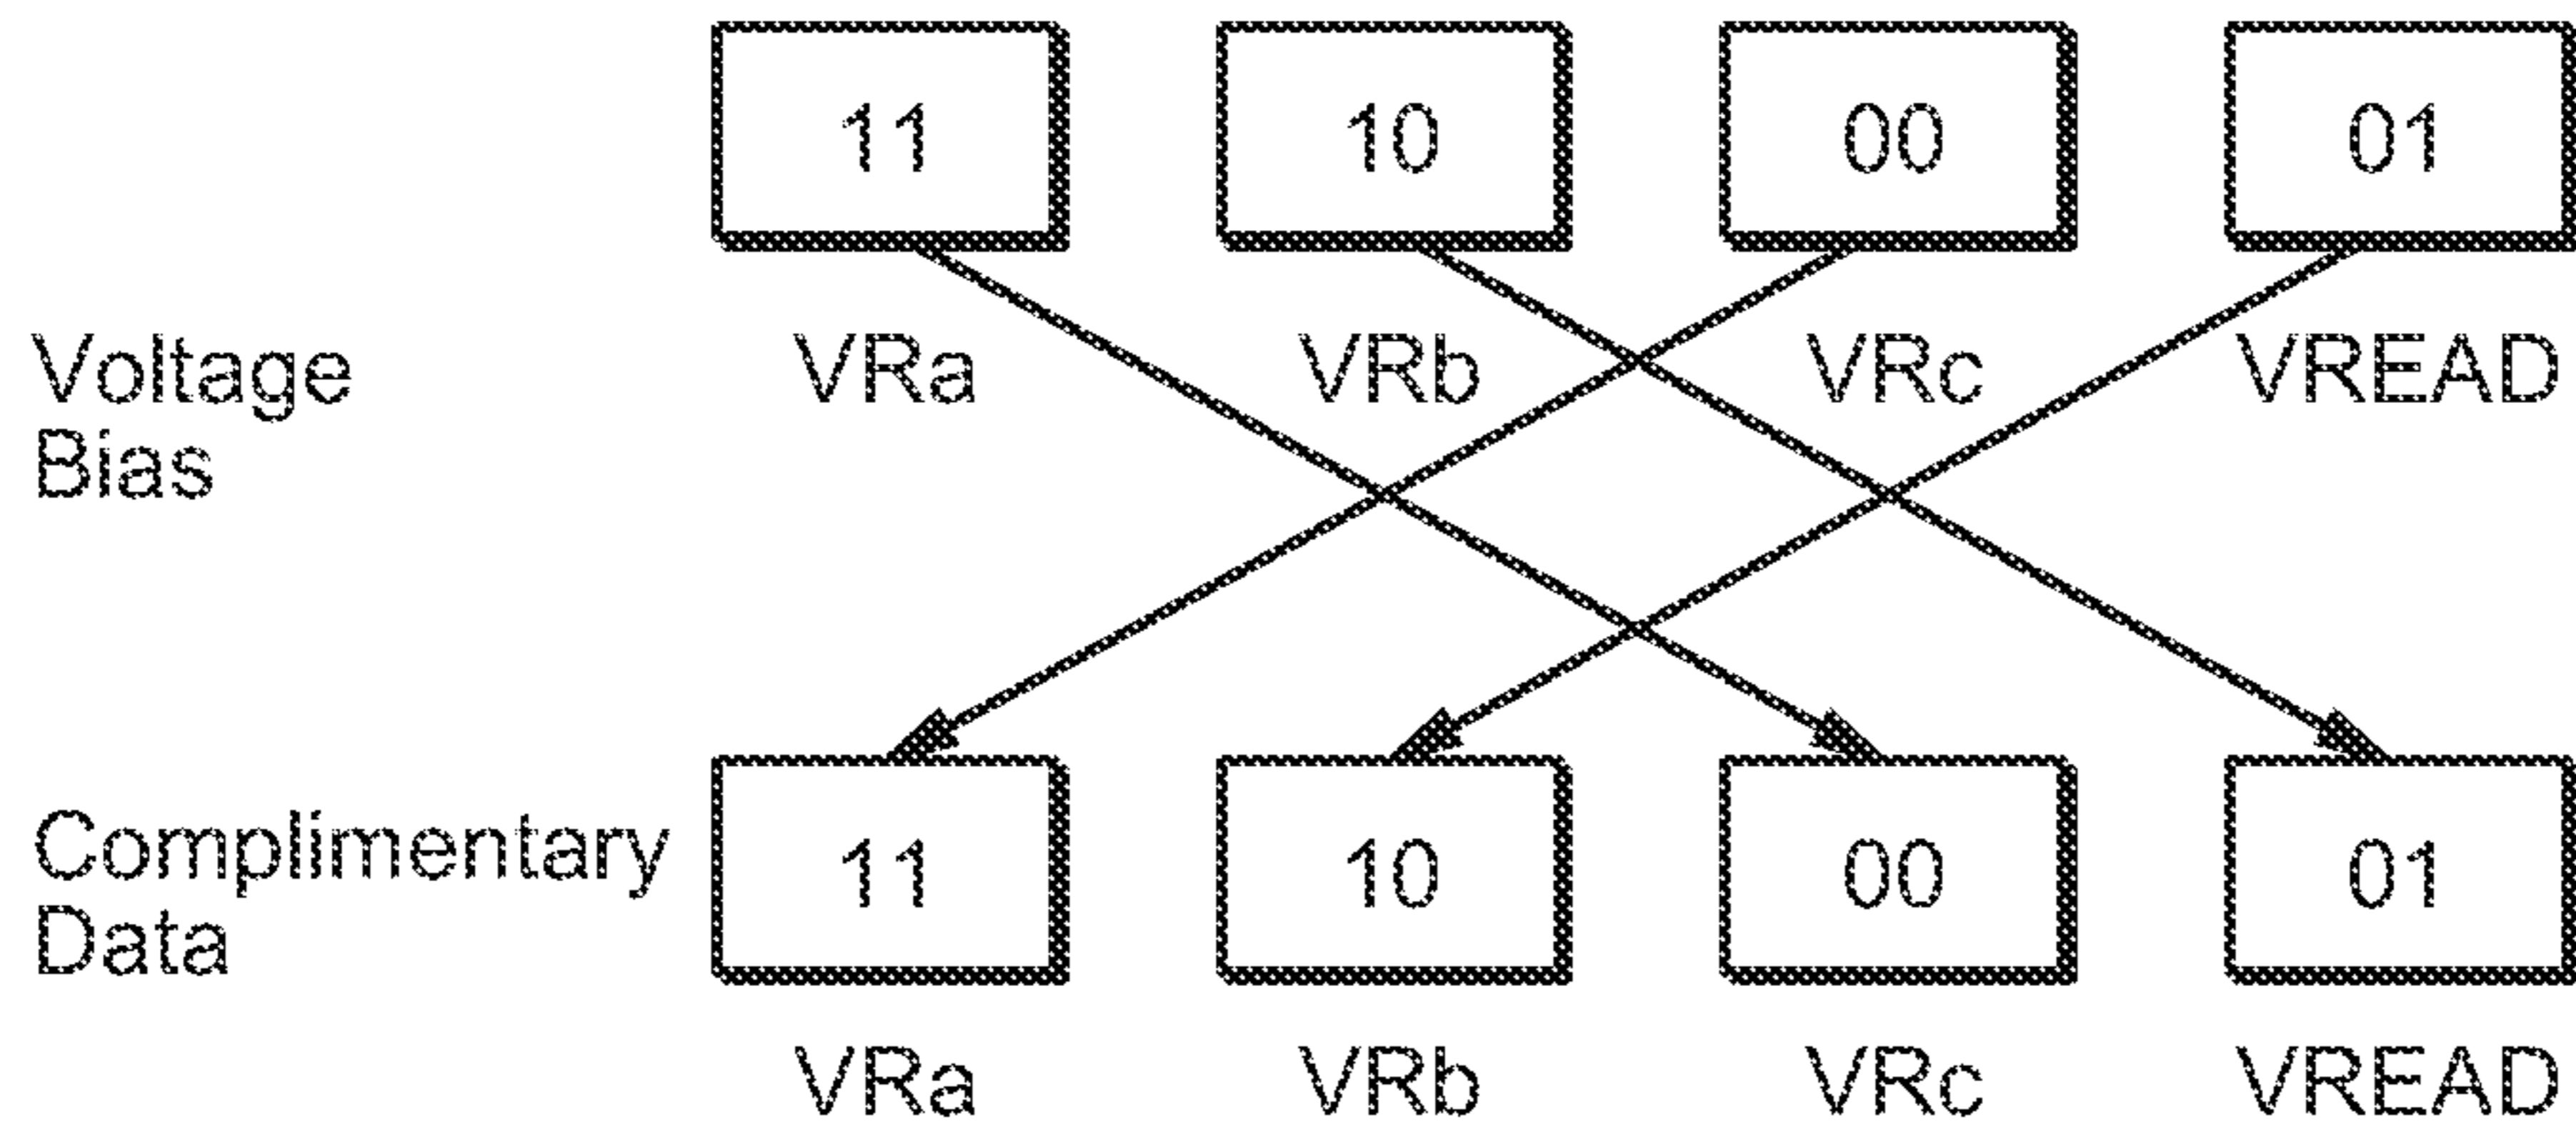 11 10 00 01
Voltage VRa VRb VRc VREAD
Bias
Complimentary 11 10 00 01
Data
VRa VRb VRc VREAD